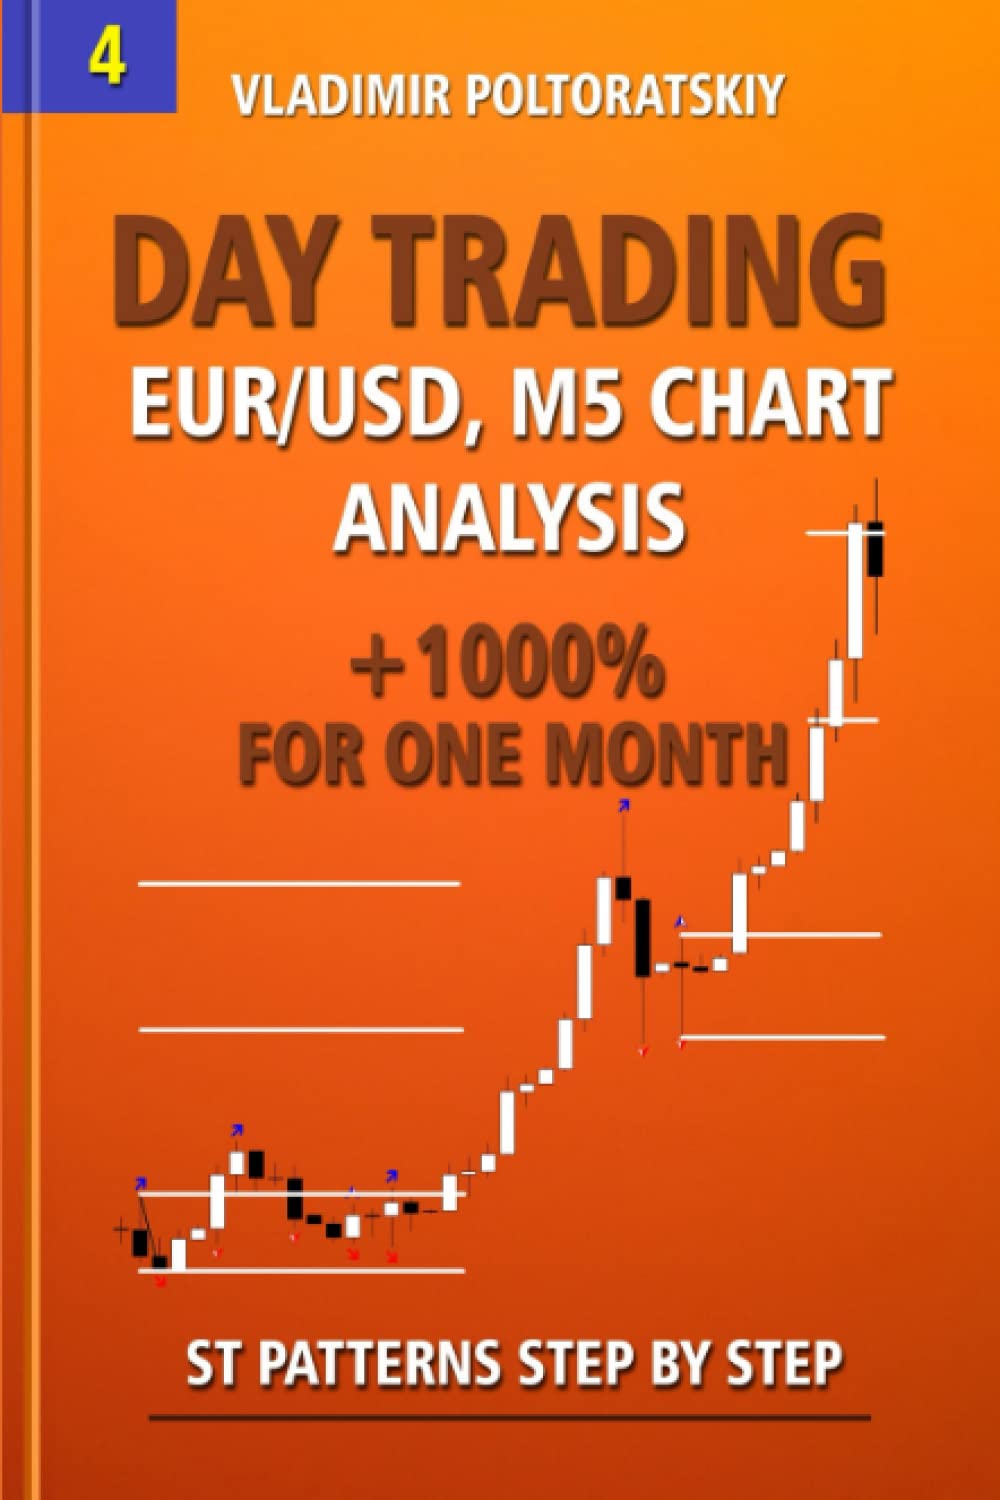 4
VLADIMIR POLTORATSKIY
DAY TRADING
EUR/USD, M5 CHART
ANALYSIS
+1000%
FOR ONE MONTH
ST PATTERNS STEP BY STEP